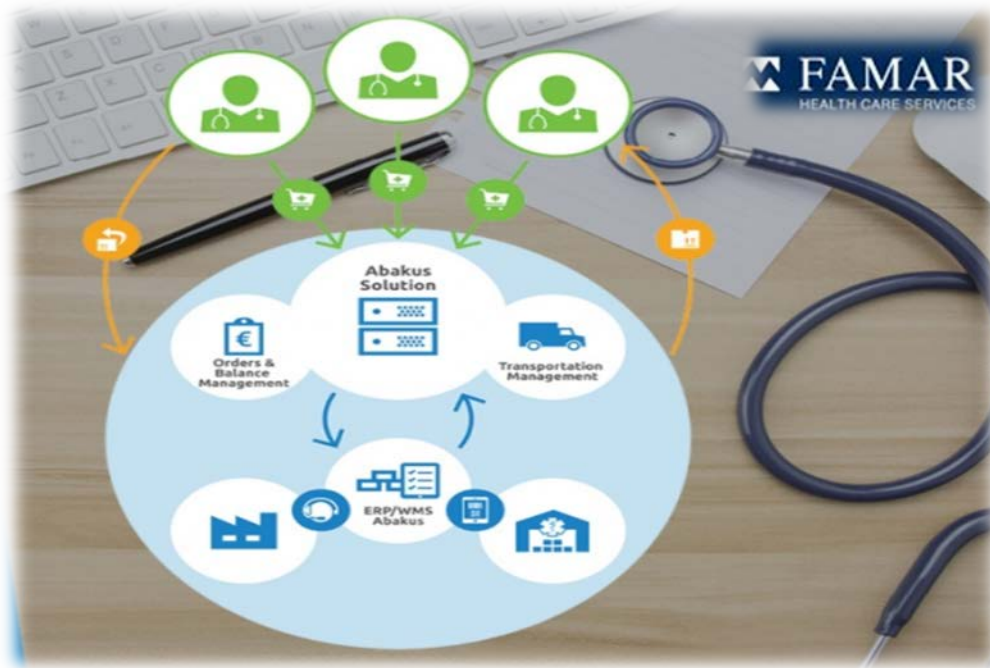 FAMAR
HEALTH CARE SERVICES
Abakus
Solution
€
Orders &
Balance
Management
Transportation
Management
ERP/WMS
Abakus